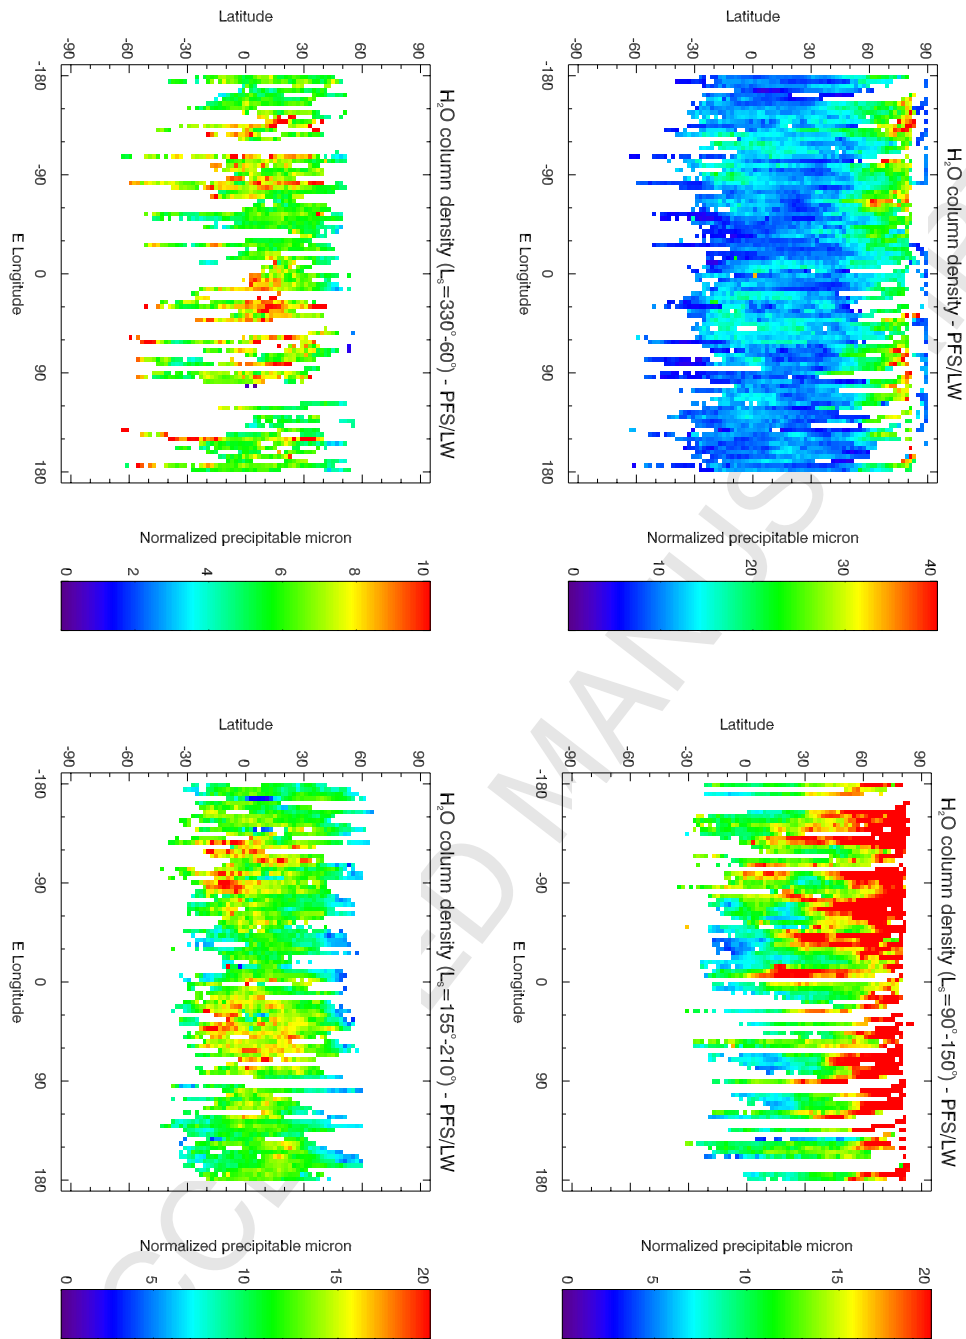 H₂O column density - PFS/LW
Latitude
90
60
30
0
-30
-60
-90
-180 -90 0 90 180
E Longitude
Normalized precipitable micron
40
30
20
10
0
H₂O column density (Lₛ=90°-150°) - PFS/LW
Latitude
90
60
30
0
-30
-60
-90
-180 -90 0 90 180
E Longitude
Normalized precipitable micron
20
15
10
5
0
H₂O column density (Lₛ=330°-60°) - PFS/LW
Latitude
90
60
30
0
-30
-60
-90
-180 -90 0 90 180
E Longitude
Normalized precipitable micron
10
8
6
4
2
0
H₂O column density (Lₛ=155°-210°) - PFS/LW
Latitude
90
60
30
0
-30
-60
-90
-180 -90 0 90 180
E Longitude
Normalized precipitable micron
20
15
10
5
0